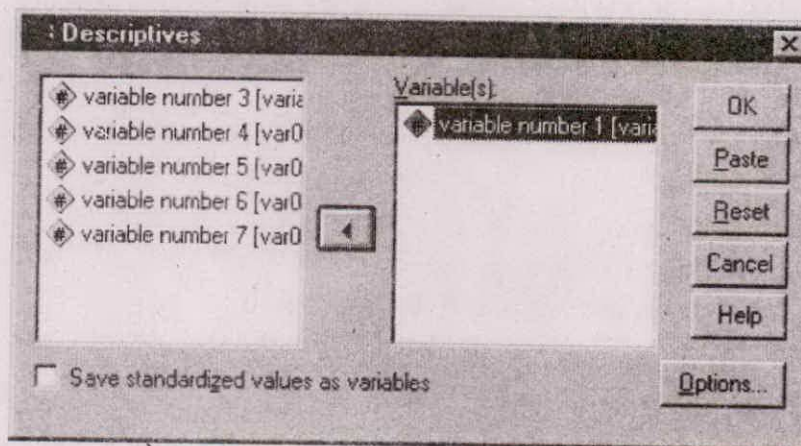 : Descriptives
variable number 3 [varia
variable number 4 [var0
variable number 5 [var0
variable number 6 [var0
variable number 7 [var0
Variable(s):
variable number 1 [varia
OK
Paste
Reset
Cancel
Help
Save standardized values as variables
Options...